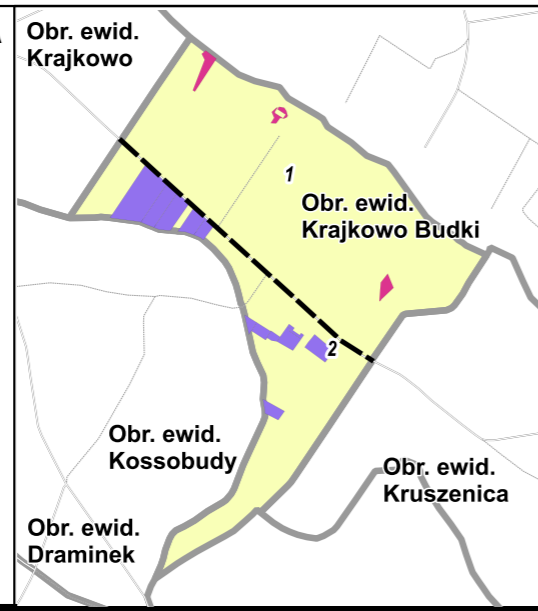 Obr. ewid.
Krajkowo
1
Obr. ewid.
Krajkowo Budki
2
Obr. ewid.
Kossobudy
Obr. ewid.
Kruszenica
Obr. ewid.
Draminek